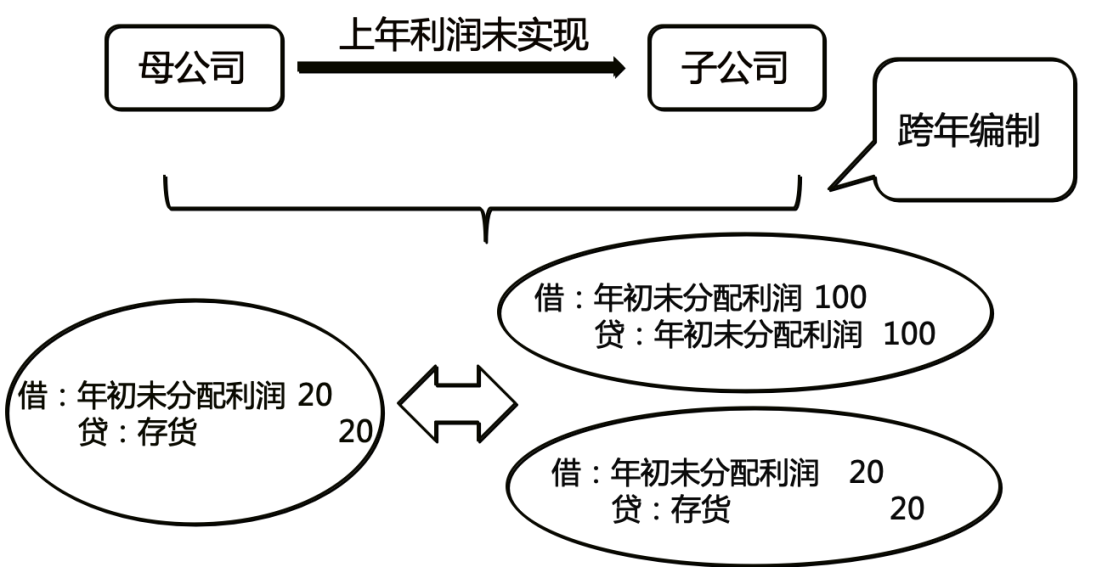 上年利润未实现
母公司
子公司
跨年编制
借：年初未分配利润 100
贷：年初未分配利润 100
借：年初未分配利润 20
贷：存货 20
借：年初未分配利润 20
贷：存货 20